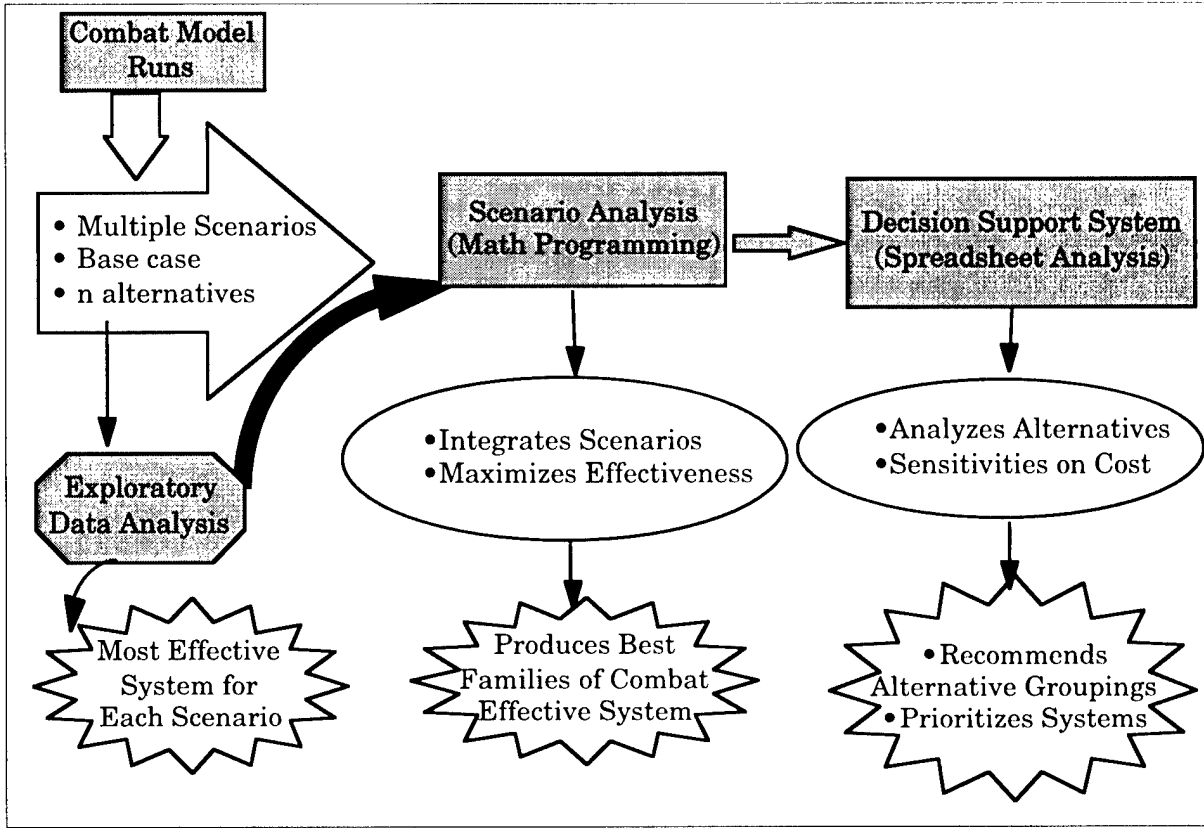 Combat Model
Runs
• Multiple Scenarios
• Base case
• n alternatives
Exploratory
Data Analysis
Most Effective
System for
Each Scenario
Scenario Analysis
(Math Programming)
•Integrates Scenarios
•Maximizes Effectiveness
Produces Best
Families of Combat
Effective System
Decision Support System
(Spreadsheet Analysis)
•Analyzes Alternatives
•Sensitivities on Cost
•Recommends
Alternative Groupings
•Prioritizes Systems